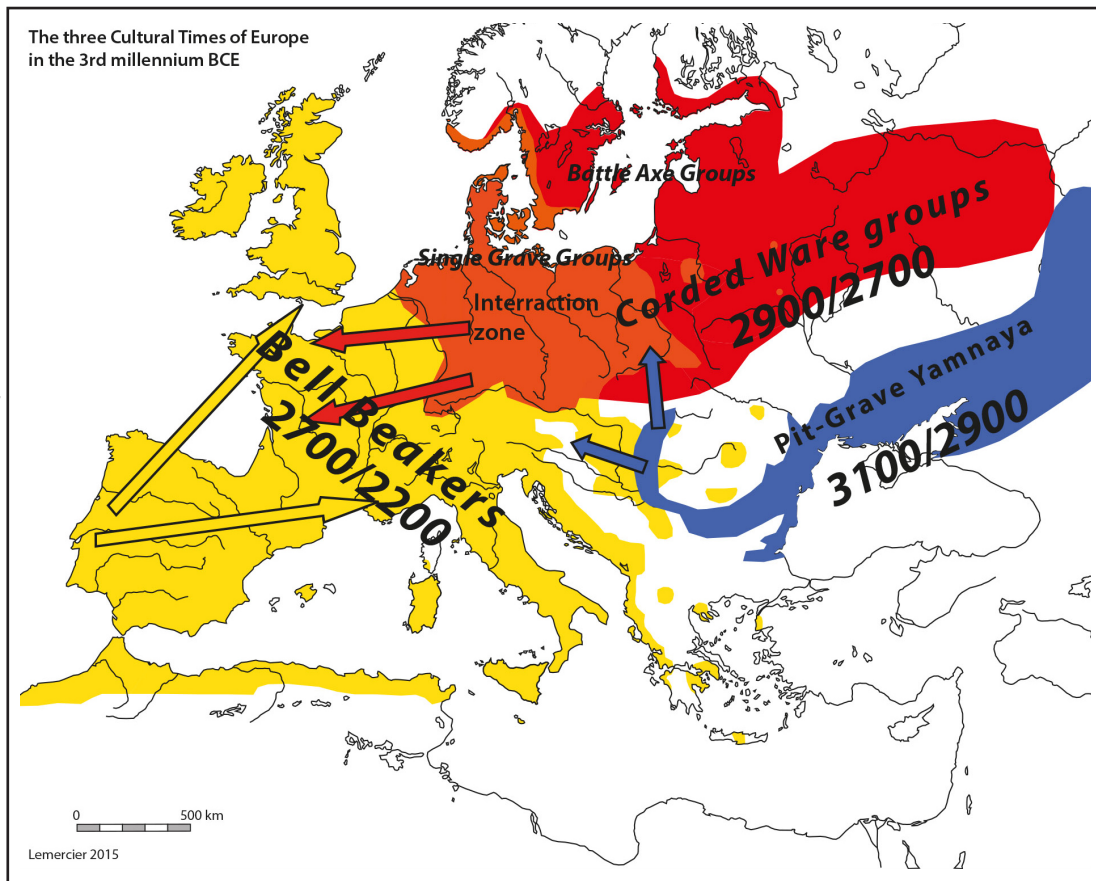 The three Cultural Times of Europe
in the 3rd millennium BCE
Battle Axe Groups
Single Grave Groups
Interraction
zone
Corded Ware groups
2900/2700
Bell Beakers
2700/2200
Pit-Grave Yamnaya
3100/2900
0 500 km
Lemercier 2015